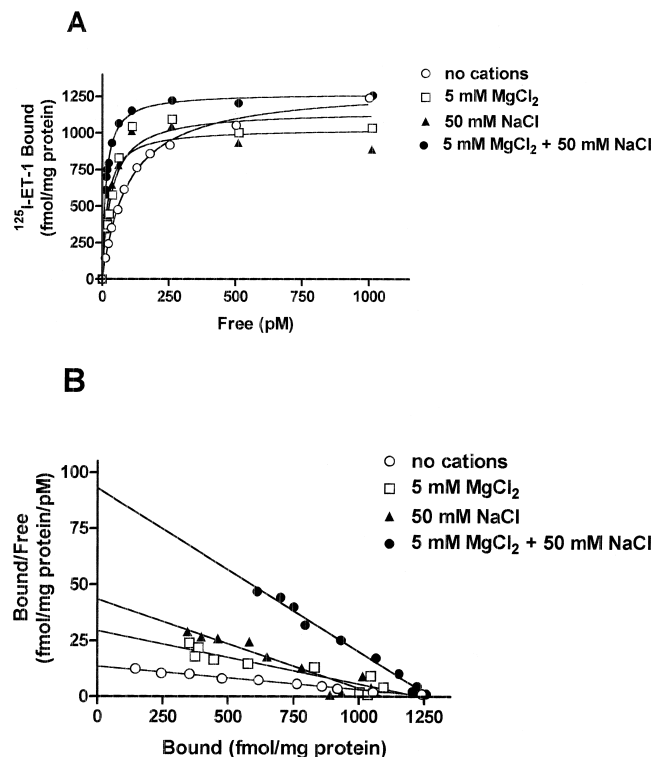 A
1250
1000
750
500
250
0
125I-ET-1 Bound
(fmol/mg protein)
0 250 500 750 1000
Free (pM)
no cations
5 mM MgCl2
50 mM NaCl
5 mM MgCl2 + 50 mM NaCl
B
100
75
50
25
0
Bound/Free
(fmol/mg protein/pM)
0 250 500 750 1000 1250
Bound (fmol/mg protein)
no cations
5 mM MgCl2
50 mM NaCl
5 mM MgCl2 + 50 mM NaCl